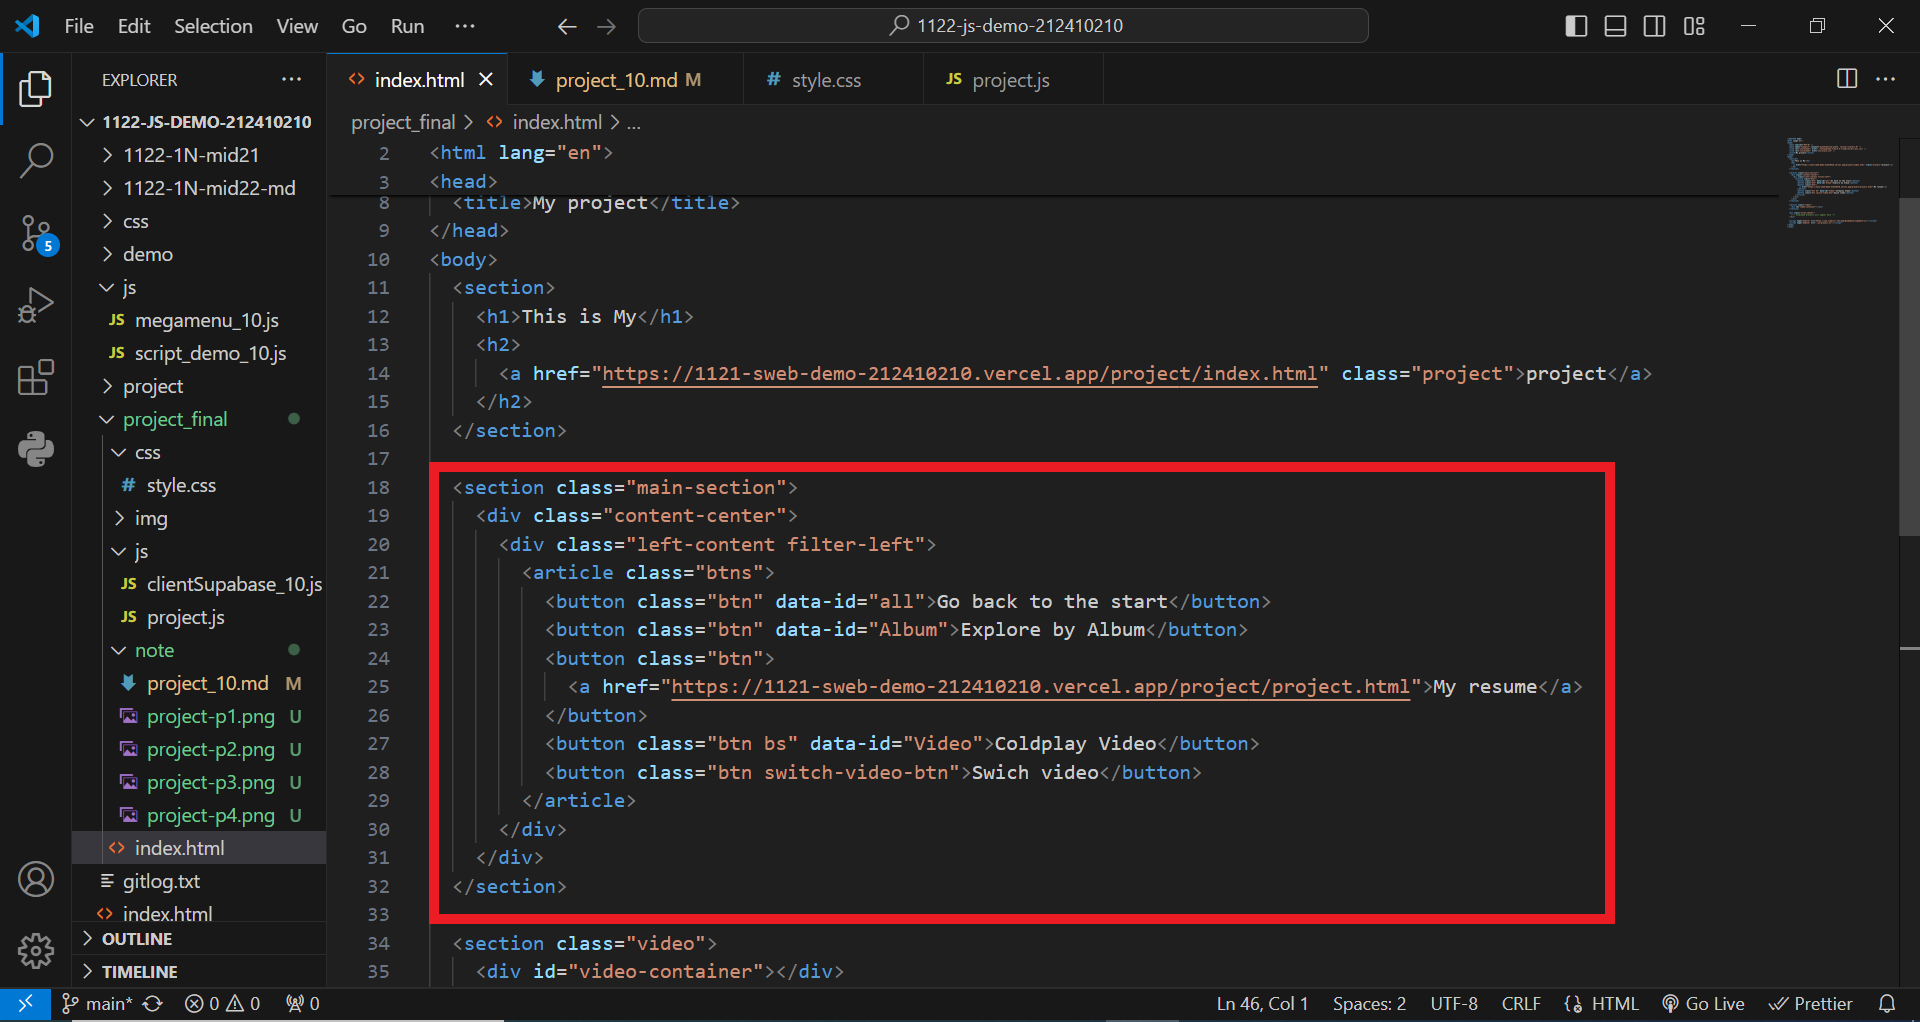 File Edit Selection View Go Run ··· 1122-js-demo-212410210
EXPLORER ···
1122-JS-DEMO-212410210
1122-1N-mid21
1122-1N-mid22-md
css
demo
js
JS megamenu_10.js
JS script_demo_10.js
project
project_final
css
# style.css
img
js
JS clientSupabase_10.js
JS project.js
note
project_10.md M
project-p1.png U
project-p2.png U
project-p3.png U
project-p4.png U
<> index.html
gitlog.txt
<> index.html
OUTLINE
TIMELINE
<> index.html project_10.md M # style.css JS project.js ···
project_final > <> index.html > ...
2 <html lang="en">
3 <head>
8 <title>My project</title>
9 </head>
10 <body>
11 <section>
12 <h1>This is My</h1>
13 <h2>
14 <a href="https://1121-sweb-demo-212410210.vercel.app/project/index.html" class="project">project</a>
15 </h2>
16 </section>
17
18 <section class="main-section">
19 <div class="content-center">
20 <div class="left-content filter-left">
21 <article class="btns">
22 <button class="btn" data-id="all">Go back to the start</button>
23 <button class="btn" data-id="Album">Explore by Album</button>
24 <button class="btn">
25 <a href="https://1121-sweb-demo-212410210.vercel.app/project/project.html">My resume</a>
26 </button>
27 <button class="btn bs" data-id="Video">Coldplay Video</button>
28 <button class="btn switch-video-btn">Swich video</button>
29 </article>
30 </div>
31 </div>
32 </section>
33
34 <section class="video">
35 <div id="video-container"></div>
5
main* 0 0 0 Ln 46, Col 1 Spaces: 2 UTF-8 CRLF HTML Go Live Prettier